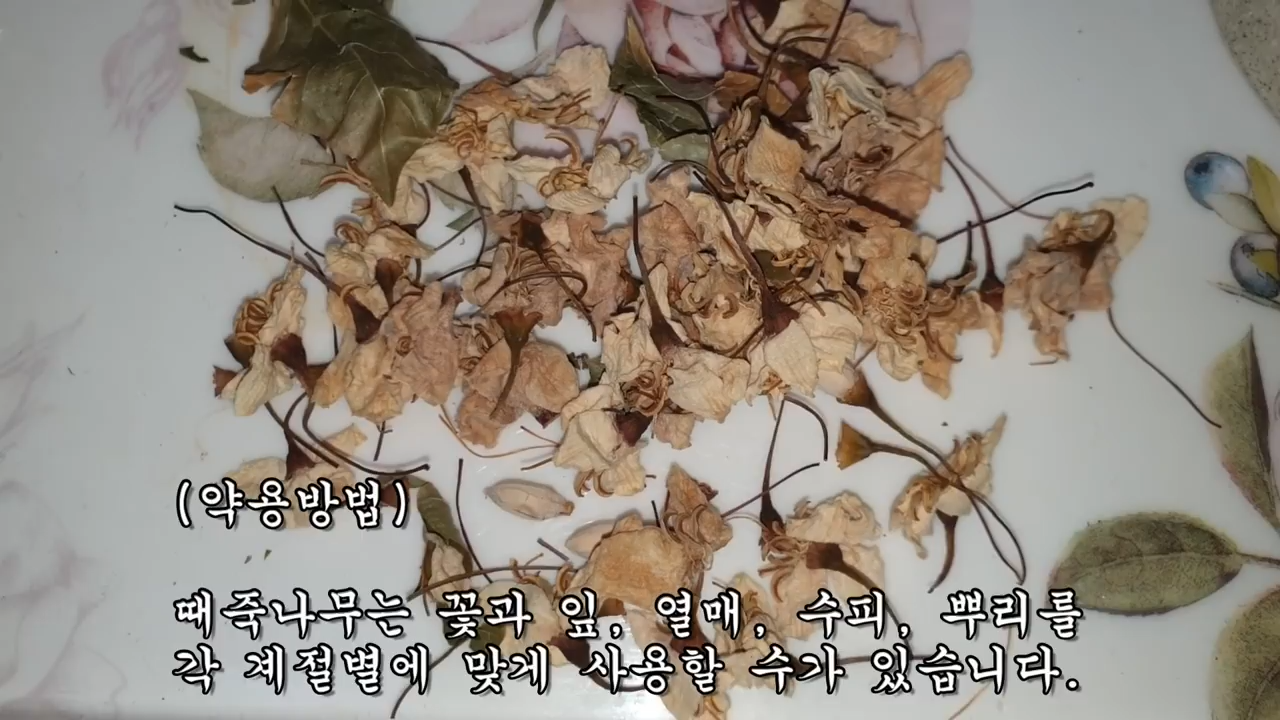 (약용방법)
때죽나무는 꽃과 잎, 열매, 수피, 뿌리를
각 계절별에 맞게 사용할 수가 있습니다.